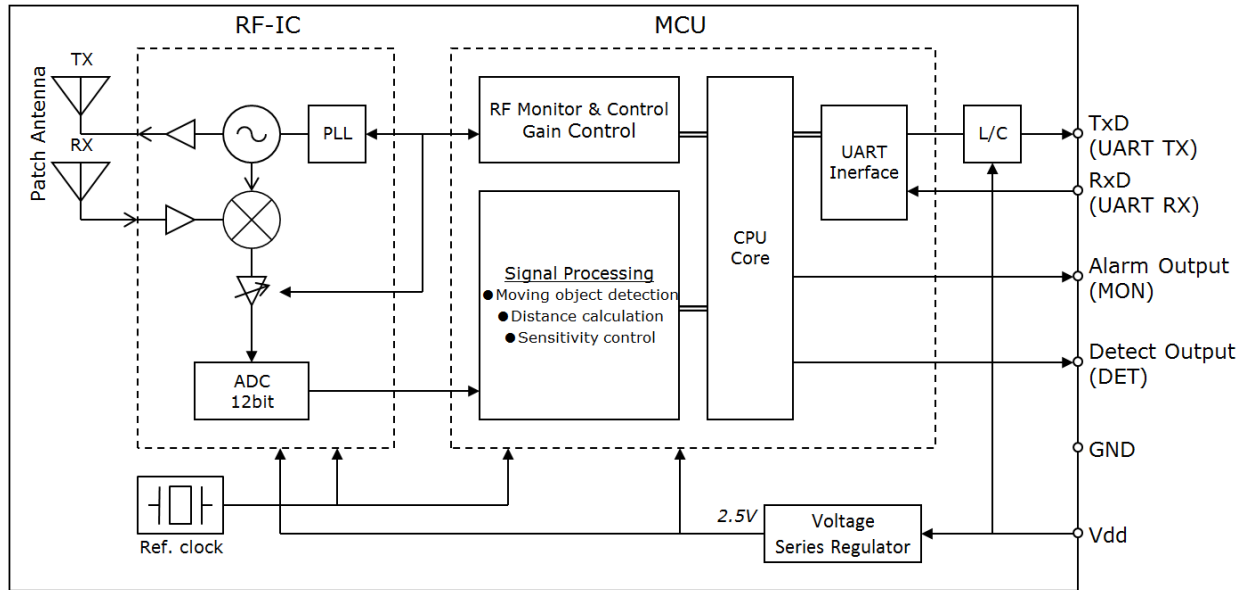 RF-IC
MCU
Patch Antenna
TX
RX
PLL
ADC
12bit
RF Monitor & Control
Gain Control
Signal Processing
●Moving object detection
●Distance calculation
●Sensitivity control
CPU
Core
UART
Inerface
L/C
TxD
(UART TX)
RxD
(UART RX)
Alarm Output
(MON)
Detect Output
(DET)
GND
Vdd
Ref. clock
2.5V
Voltage
Series Regulator